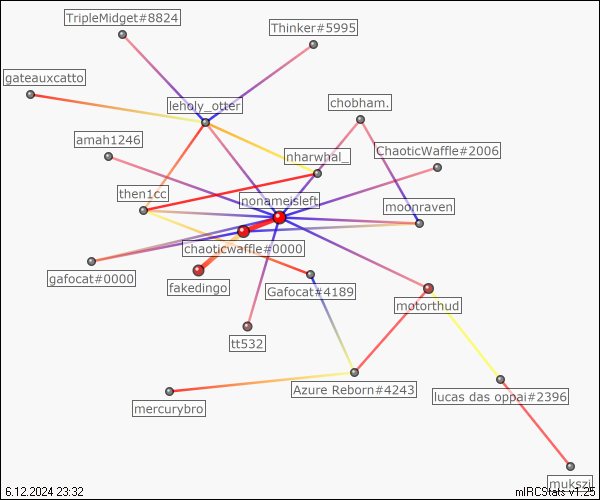 TripleMidget#8824
Thinker#5995
gateauxcatto
leholy_otter
chobham.
amah1246
ChaoticWaffle#2006
nharwhal_
then1cc
nonameisleft
moonraven
chaoticwaffle#0000
gafocat#0000
fakedingo
Gafocat#4189
motorthud
tt532
Azure Reborn#4243
lucas das oppai#2396
mercurybro
mukszi
6.12.2024 23:32
mIRCStats v1.25